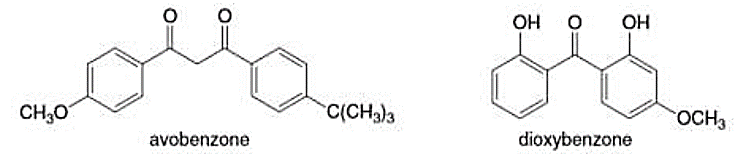 O O OH O OH
CH₃O C(CH₃)₃ OCH₃
avobenzone dioxybenzone